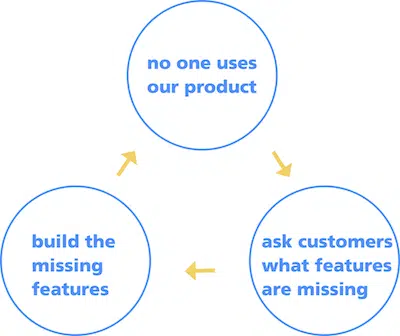 no one uses
our product
ask customers
what features
are missing
build the
missing
features